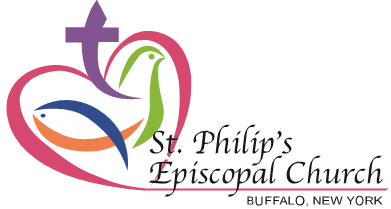 St. Philip's
Episcopal Church
BUFFALO, NEW YORK